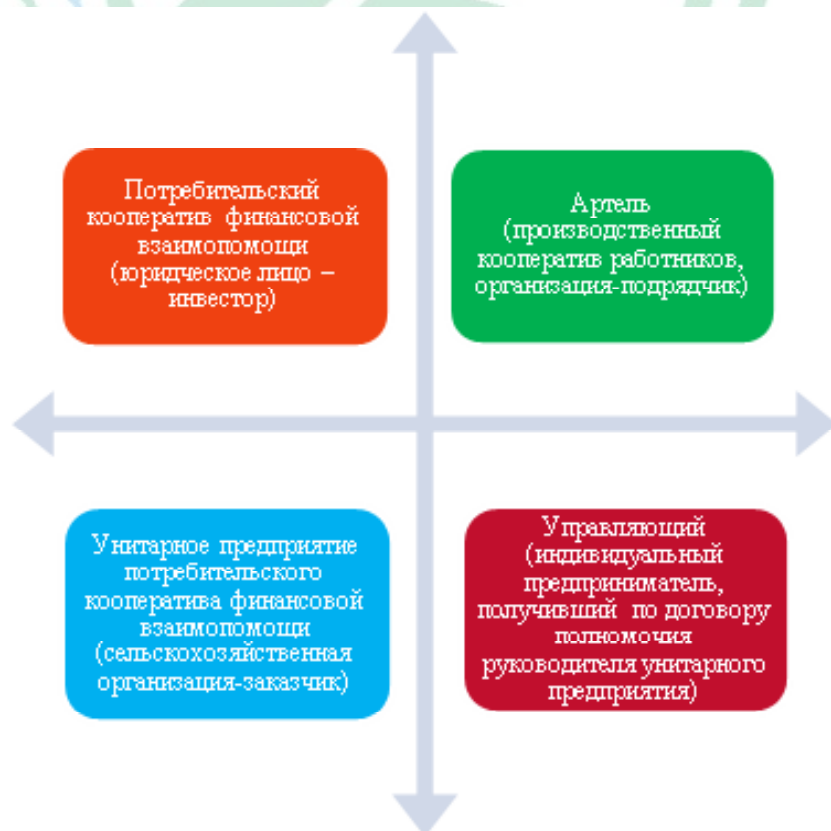 Потребительский
кооператив финансовой
взаимопомощи
(юридческое лицо –
инвестор)
Артель
(производственный
кооператив работников,
организация-подрядчик)
Унитарное предприятие
потребительского
кооператива финансовой
взаимопомощи
(сельскохозяйственная
организация-заказчик)
Управляющий
(индивидуальный
предприниматель,
получивший по договору
полномочия
руководителя унитарного
предприятия)